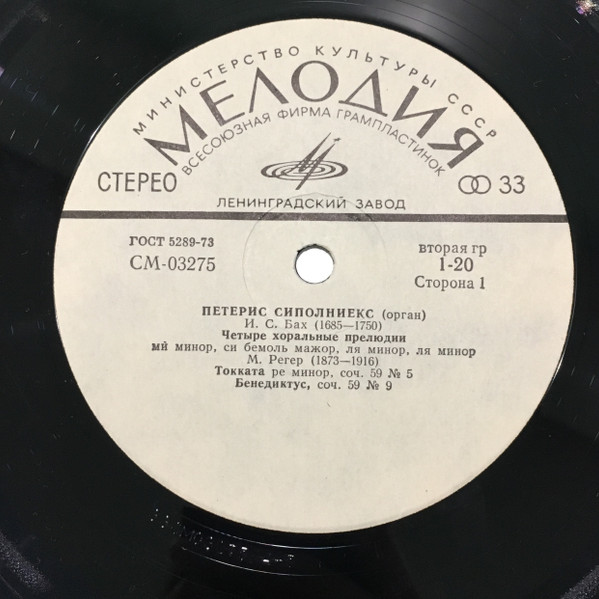 МИНИСТЕРСТВО КУЛЬТУРЫ СССР
МЕЛОДИЯ
ВСЕСОЮЗНАЯ ФИРМА ГРАМПЛАСТИНОК
СТЕРЕО
33
ЛЕНИНГРАДСКИЙ ЗАВОД
ГОСТ 5289-73
вторая гр
СМ-03275
1-20
Сторона 1
ПЕТЕРИС СИПОЛНИЕКС (орган)
И. С. Бах (1685—1750)
Четыре хоральные прелюдии
ми минор, си бемоль мажор, ля минор, ля минор
М. Регер (1873—1916)
Токката ре минор, соч. 59 № 5
Бенедиктус, соч. 59 № 9